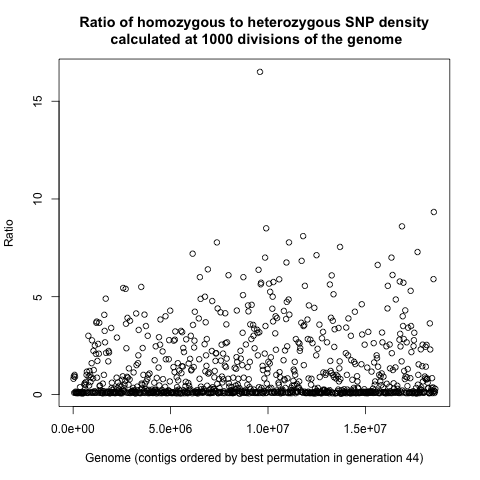 Ratio of homozygous to heterozygous SNP density
calculated at 1000 divisions of the genome
15
10
5
0
Ratio
0.0e+00 5.0e+06 1.0e+07 1.5e+07
Genome (contigs ordered by best permutation in generation 44)